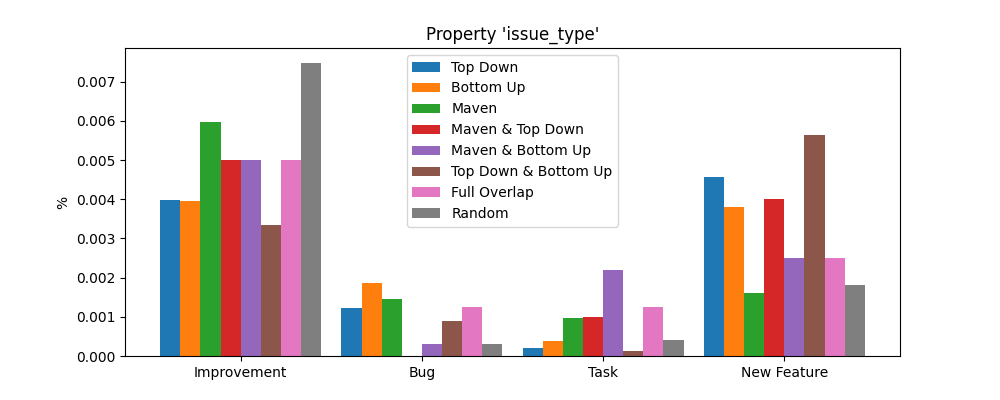 Property 'issue_type'
%
0.007
0.006
0.005
0.004
0.003
0.002
0.001
0.000
Top Down
Bottom Up
Maven
Maven & Top Down
Maven & Bottom Up
Top Down & Bottom Up
Full Overlap
Random
Improvement
Bug
Task
New Feature